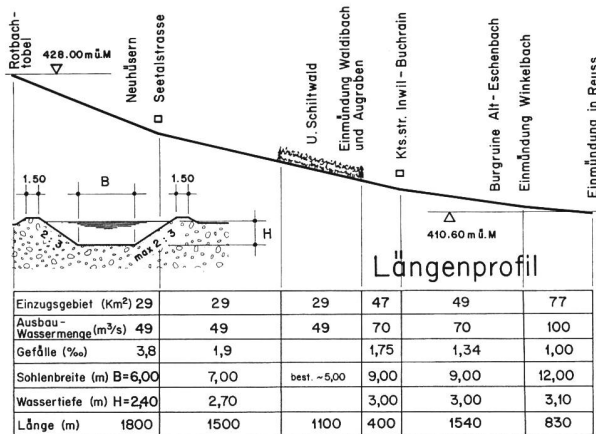 Rotbach-
tobel
428.00 m ü.M
Neuhüsern
Seetalstrasse
U. Schiltwald
Einmündung Waldibach
und Augraben
Kts.str. Inwil - Buchrain
Burgruine Alt - Eschenbach
Einmündung Winkelbach
Einmündung in Reuss
1.50 B 1.50
2 : 3 max 2 : 3 H
410.60 m ü.M
Längenprofil
Einzugsgebiet (Km²) 29 29 29 47 49 77
Ausbau-
Wassermenge (m³/s) 49 49 49 70 70 100
Gefälle (‰) 3,8 1,9 1,75 1,34 1,00
Sohlenbreite (m) B=6,00 7,00 best. ~5,00 9,00 9,00 12,00
Wassertiefe (m) H=2,40 2,70 3,00 3,00 3,10
Länge (m) 1800 1500 1100 400 1540 830